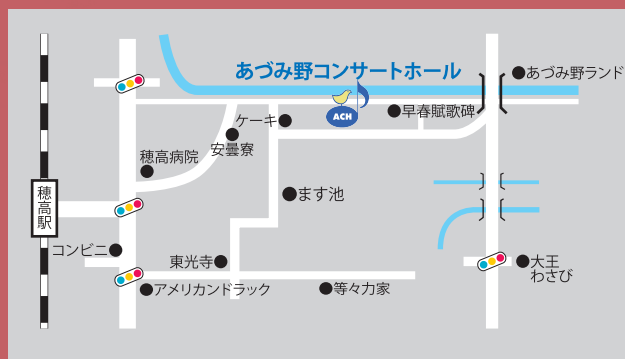 あづみ野コンサートホール
あづみ野ランド
ACH
早春賦歌碑
ケーキ
安曇寮
穂高病院
ます池
穂高駅
コンビニ
東光寺
大王
わさび
アメリカンドラック
等々力家